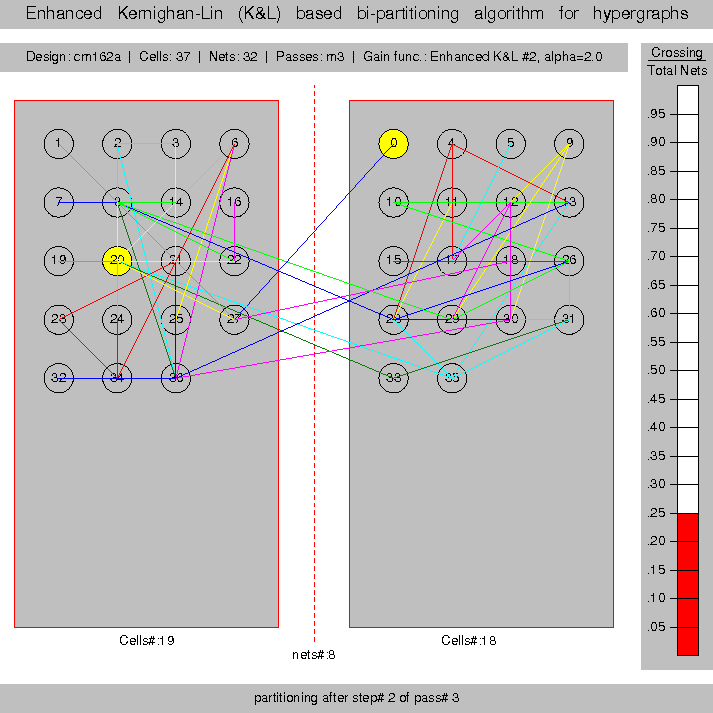 Enhanced Kernighan-Lin (K&L) based bi-partitioning algorithm for hypergraphs
Design: cm162a | Cells: 37 | Nets: 32 | Passes: m3 | Gain func.: Enhanced K&L #2, alpha=2.0
Crossing
Total Nets
1 2 3 6 0 4 5 9
7 8 14 16 10 11 12 13
19 20 21 22 15 17 18 26
23 24 25 27 28 29 30 31
32 34 36 33 35
.95
.90
.85
.80
.75
.70
.65
.60
.55
.50
.45
.40
.35
.30
.25
.20
.15
.10
.05
Cells#:19
Cells#:18
nets#:8
partitioning after step# 2 of pass# 3